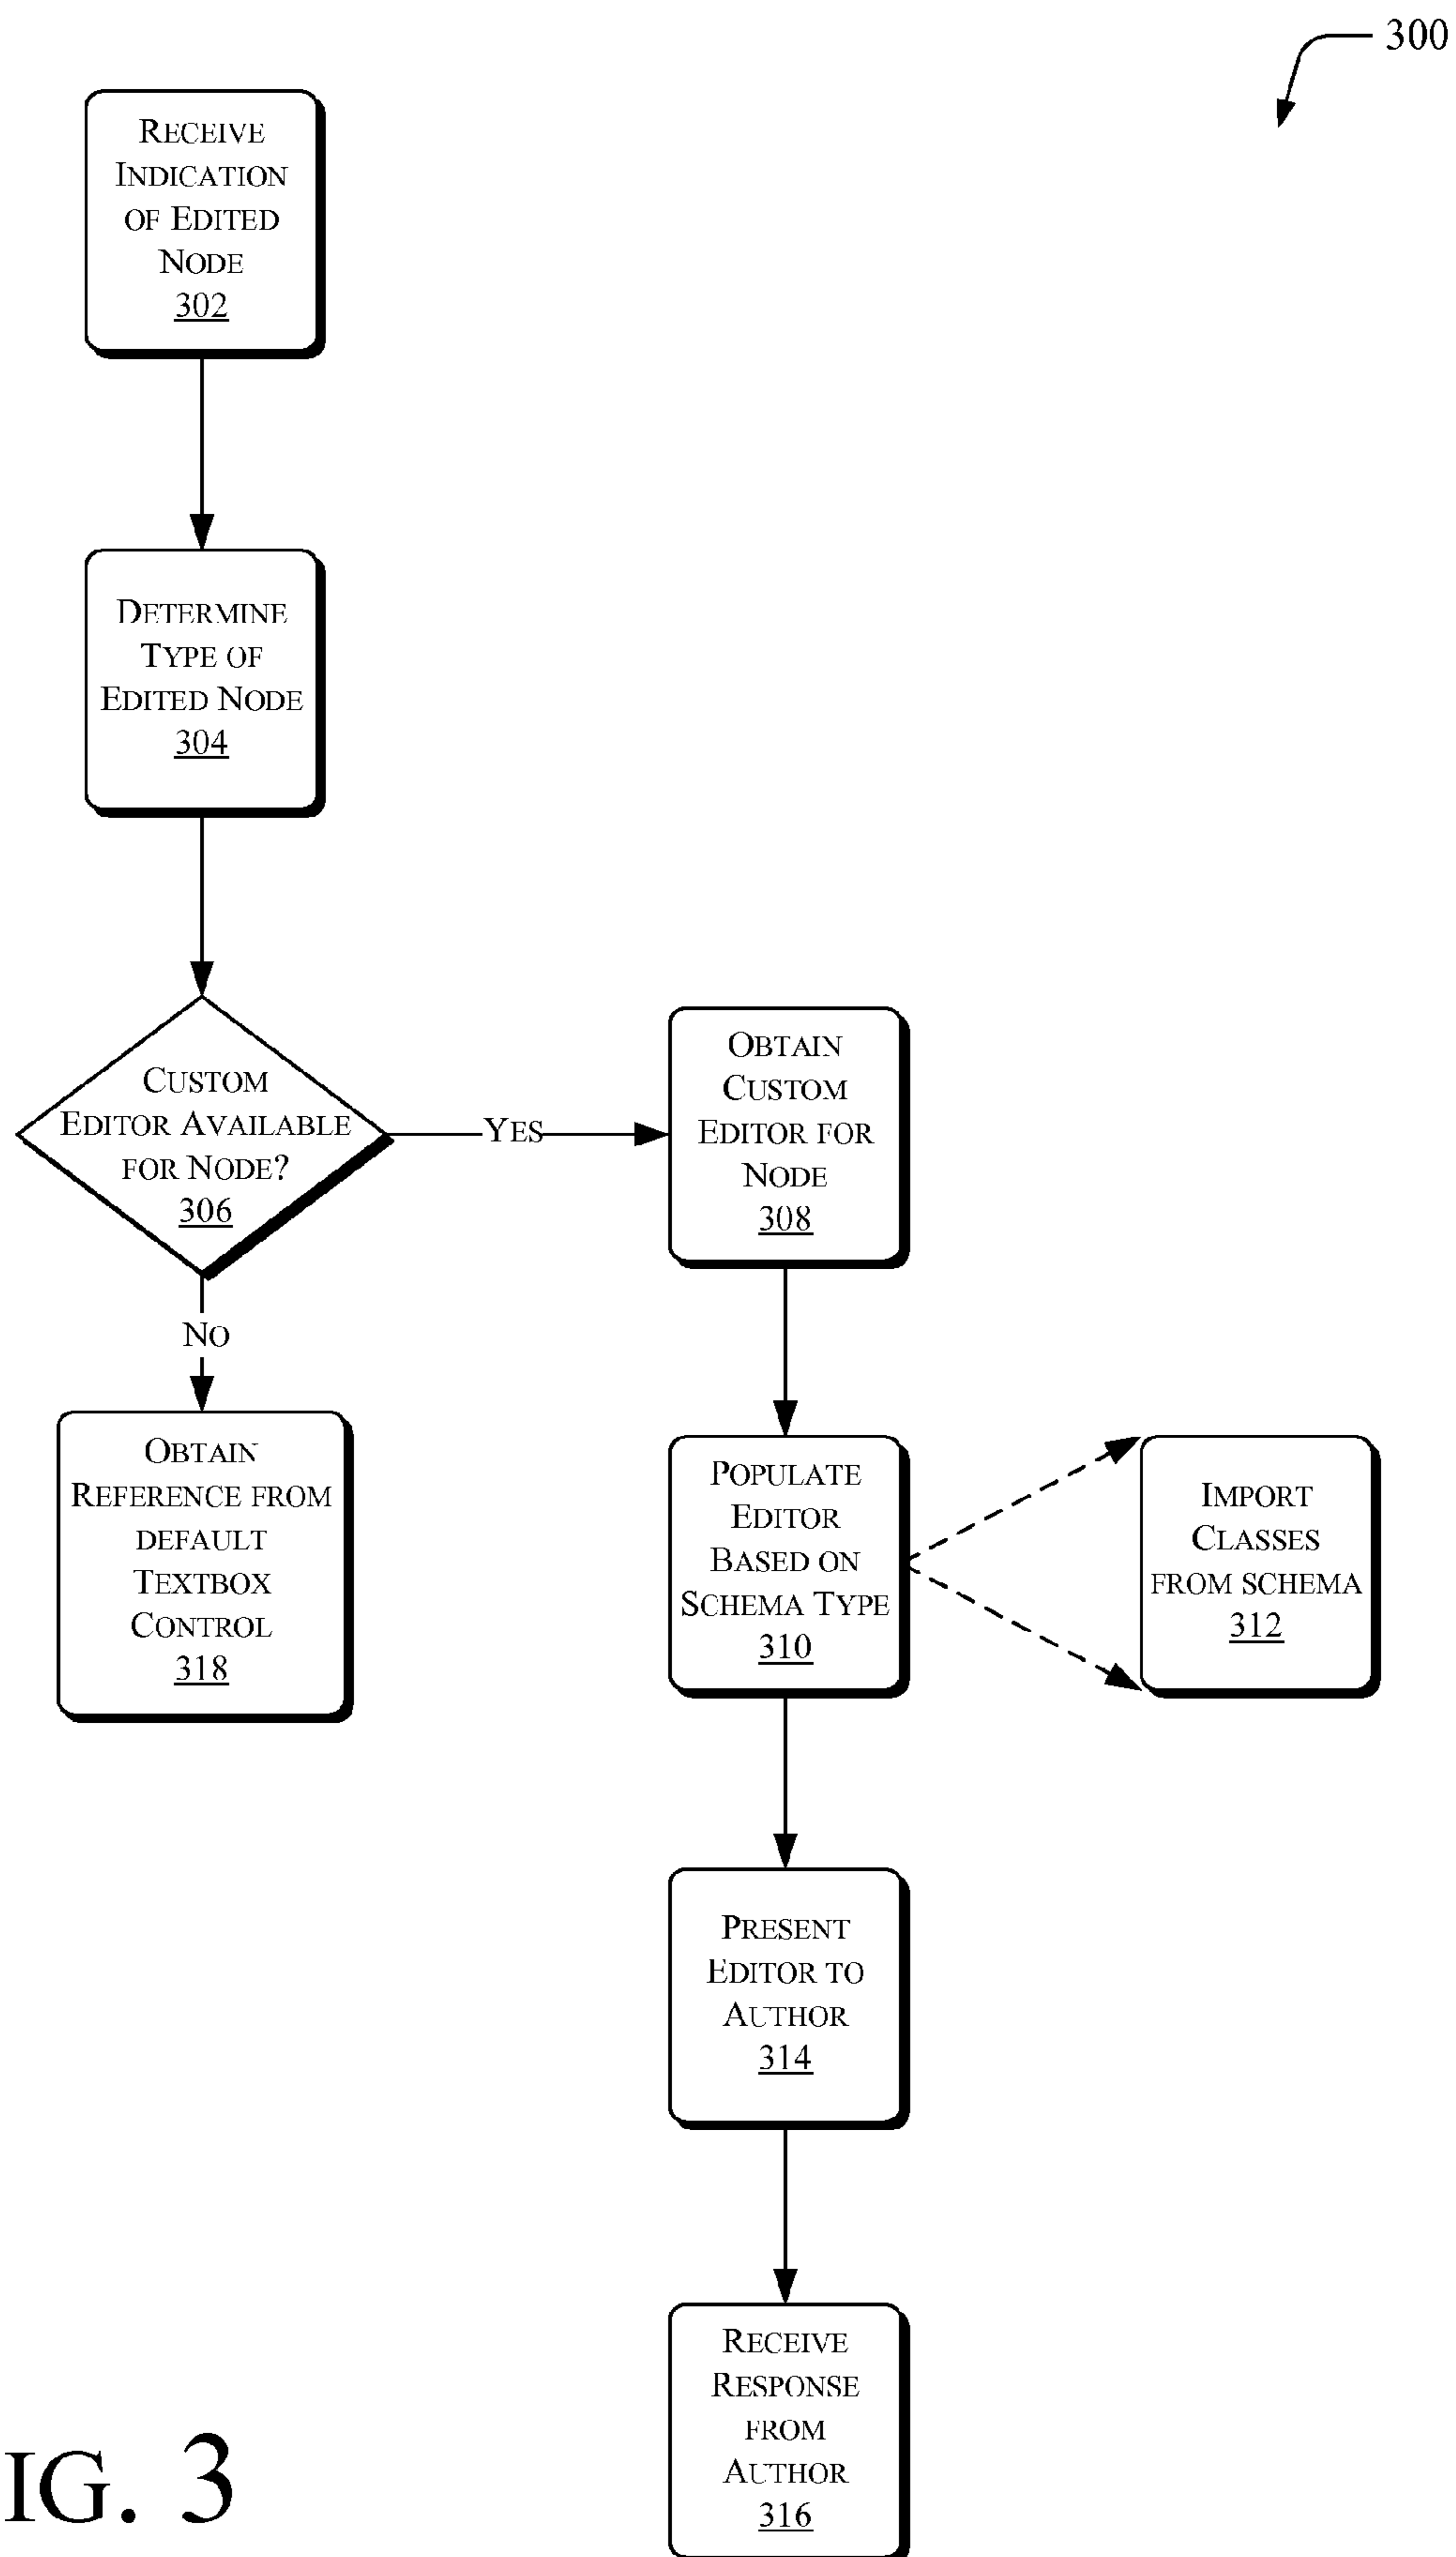 300
RECEIVE
INDICATION
OF EDITED
NODE
302
DETERMINE
TYPE OF
EDITED NODE
304
CUSTOM
EDITOR AVAILABLE
FOR NODE?
306
YES
OBTAIN
CUSTOM
EDITOR FOR
NODE
308
NO
OBTAIN
REFERENCE FROM
DEFAULT
TEXTBOX
CONTROL
318
POPULATE
EDITOR
BASED ON
SCHEMA TYPE
310
IMPORT
CLASSES
FROM SCHEMA
312
PRESENT
EDITOR TO
AUTHOR
314
RECEIVE
RESPONSE
FROM
AUTHOR
316
IG. 3